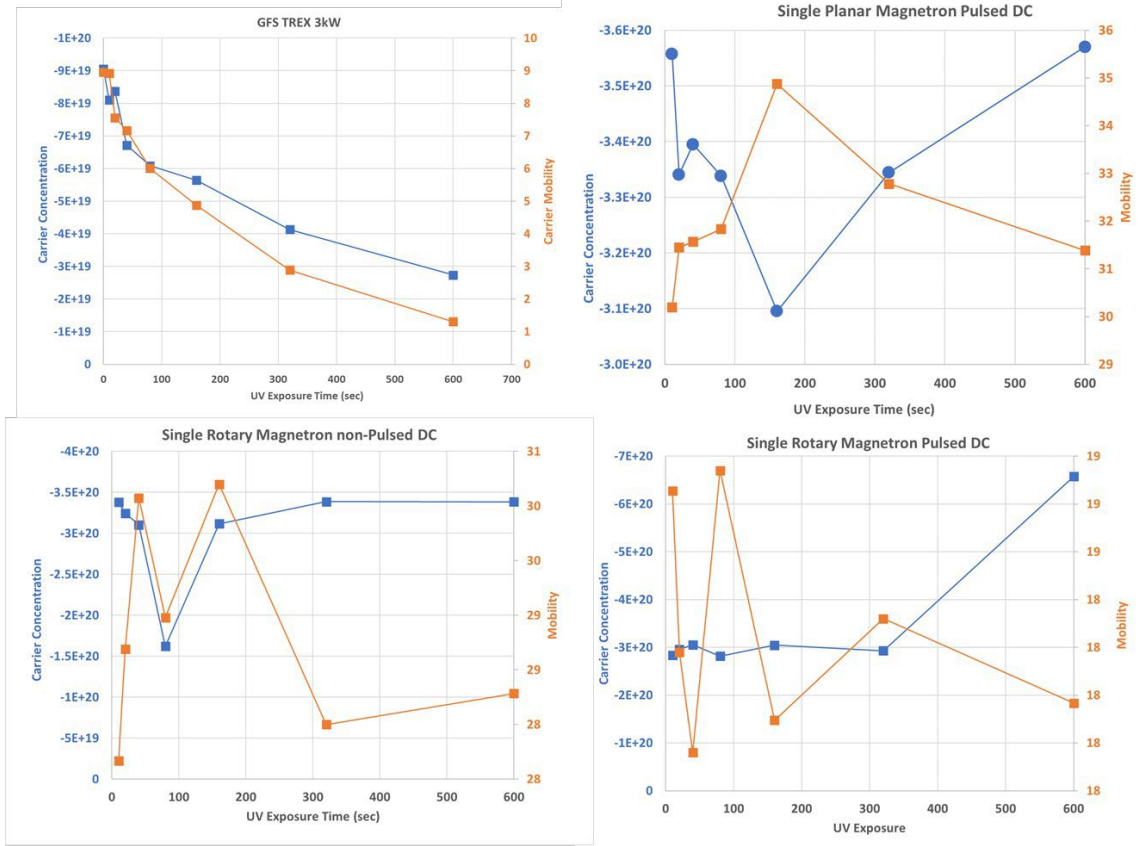 GFS TREX 3kW
-1E+20
-9E+19
-8E+19
-7E+19
-6E+19
-5E+19
-4E+19
-3E+19
-2E+19
-1E+19
0
Carrier Concentration
10
9
8
7
6
5
4
3
2
1
0
Carrier Mobility
0 100 200 300 400 500 600 700
UV Exposure Time (sec)
Single Planar Magnetron Pulsed DC
-3.6E+20
-3.5E+20
-3.4E+20
-3.3E+20
-3.2E+20
-3.1E+20
-3.0E+20
Carrier Concentration
36
35
34
33
32
31
30
29
Mobility
0 100 200 300 400 500 600
UV Exposure Time (sec)
Single Rotary Magnetron non-Pulsed DC
-4E+20
-3.5E+20
-3E+20
-2.5E+20
-2E+20
-1.5E+20
-1E+20
-5E+19
0
Carrier Concentration
31
30
30
29
29
28
28
Mobility
0 100 200 300 400 500 600
UV Exposure Time (sec)
Single Rotary Magnetron Pulsed DC
-7E+20
-6E+20
-5E+20
-4E+20
-3E+20
-2E+20
-1E+20
0
Carrier Concentration
19
19
19
18
18
18
18
18
Mobility
0 100 200 300 400 500 600
UV Exposure